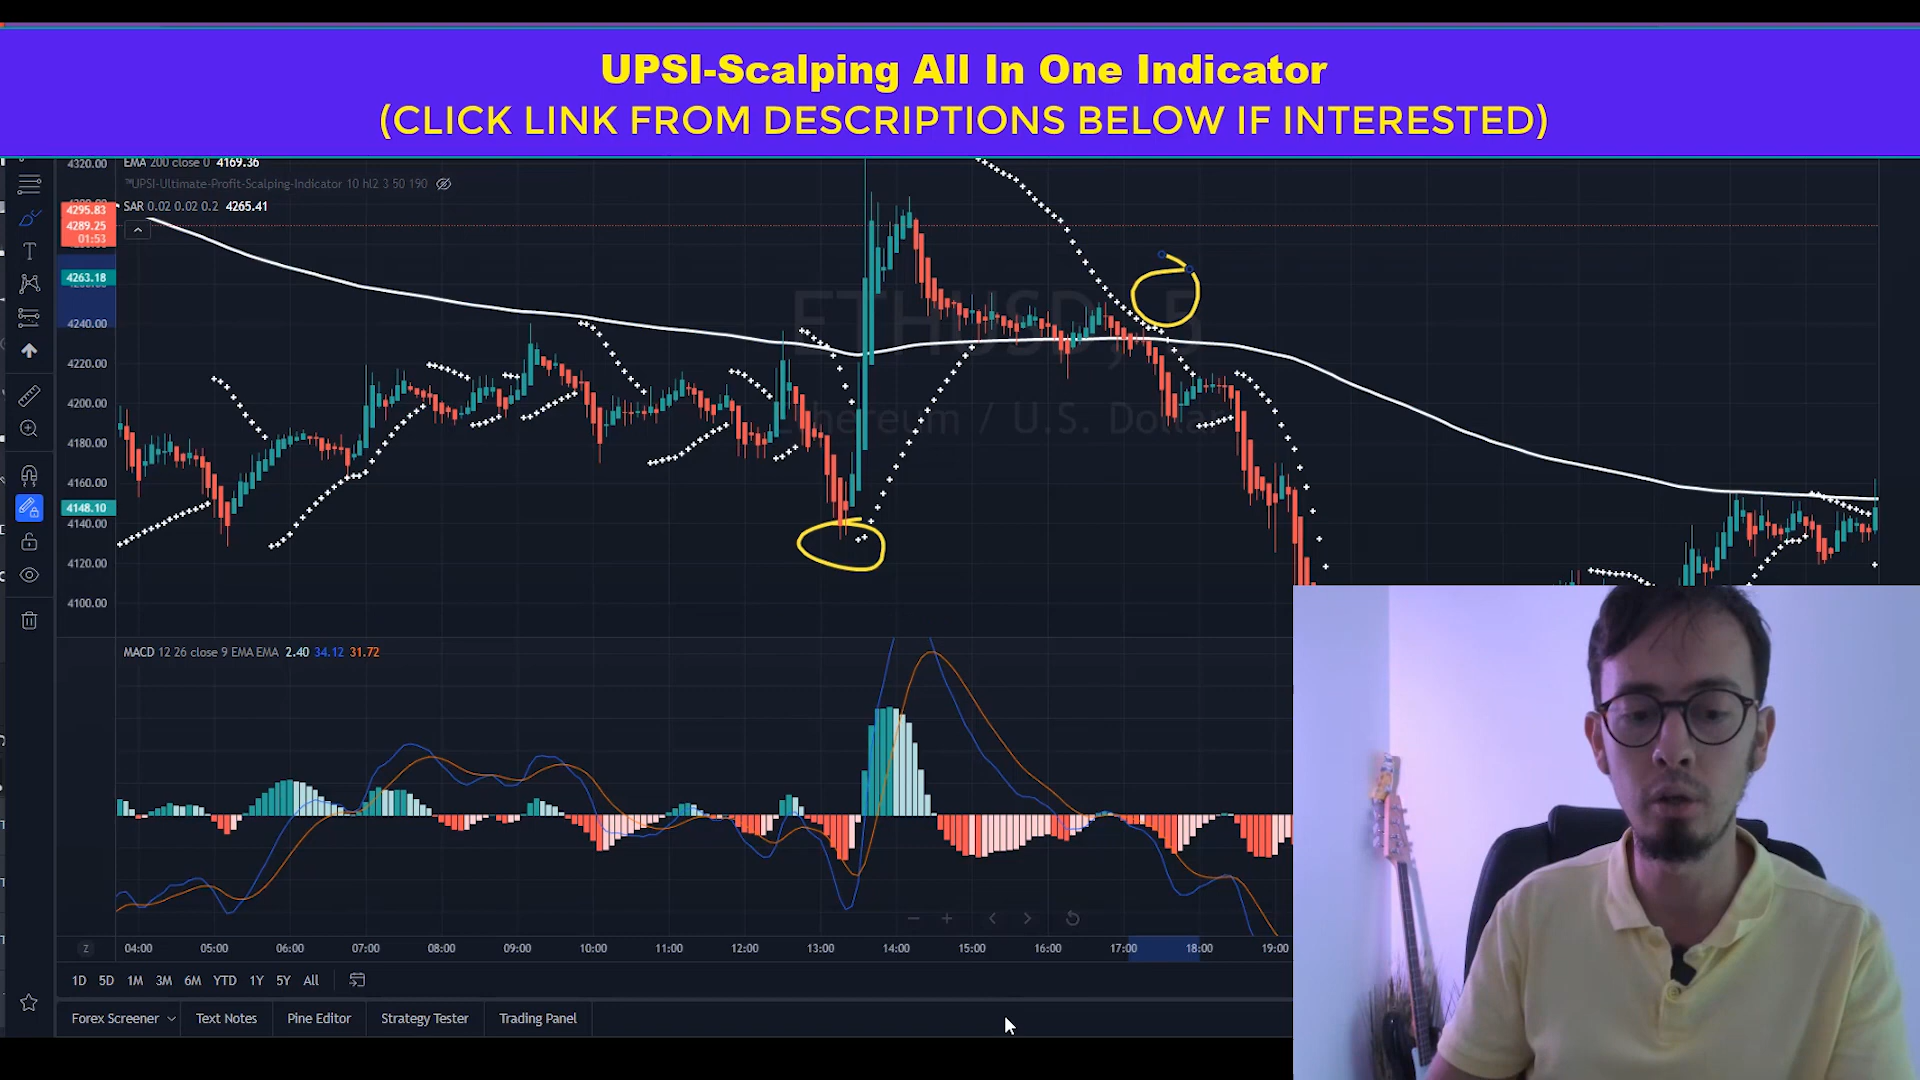 UPSI-Scalping All In One Indicator
(CLICK LINK FROM DESCRIPTIONS BELOW IF INTERESTED)
EMA 200 close 0 4169.36
UPSI-Ultimate-Profit-Scalping-Indicator 10 hl2 3 50 190
SAR 0.02 0.02 0.2 4265.41
4320.00
4295.83
4289.25
01:53
4263.18
4240.00
4220.00
4200.00
4180.00
4160.00
4148.10
4140.00
4120.00
4100.00
ETHUSD, 5
Ethereum / U.S. Dollar
MACD 12 26 close 9 EMA EMA 2.40 34.12 31.72
Z 04:00 05:00 06:00 07:00 08:00 09:00 10:00 11:00 12:00 13:00 14:00 15:00 16:00 17:00 18:00 19:00
1D 5D 1M 3M 6M YTD 1Y 5Y All
Forex Screener Text Notes Pine Editor Strategy Tester Trading Panel